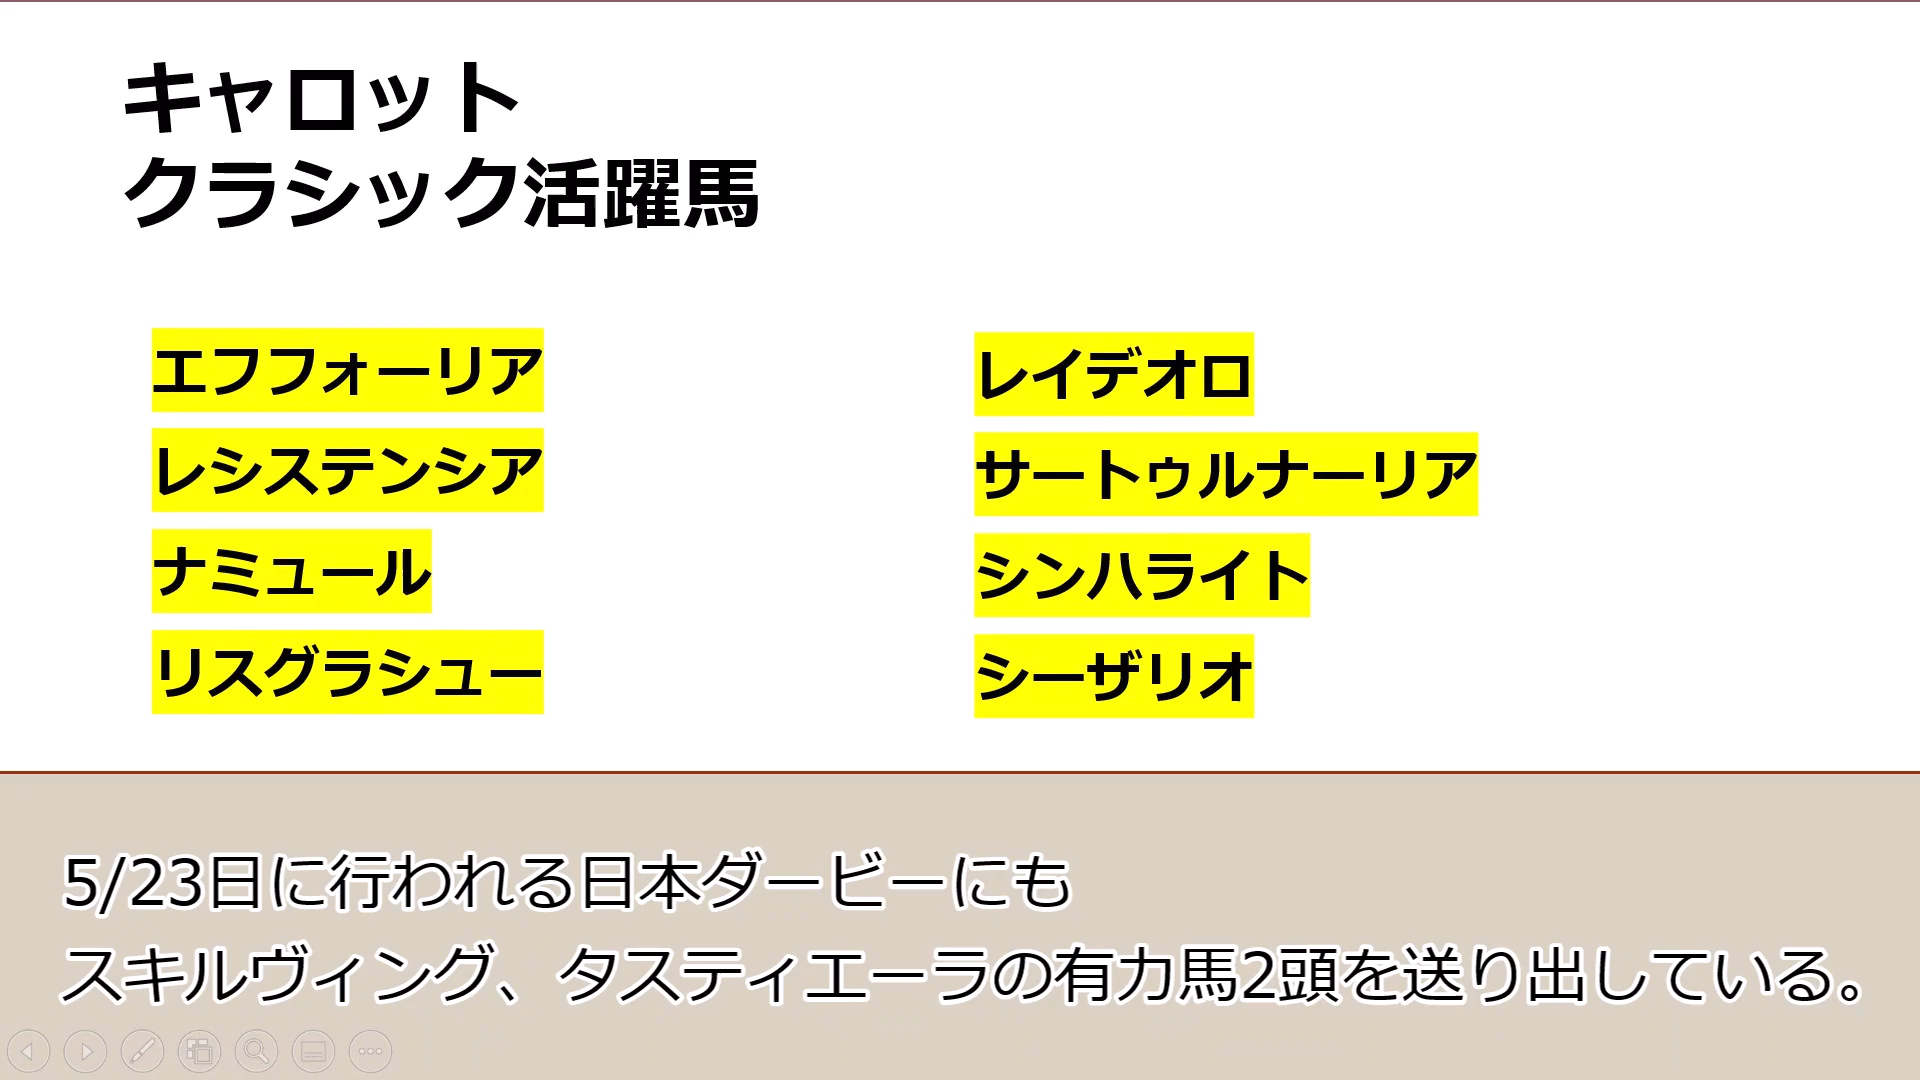 キャロット
クラシック活躍馬
エフフォーリア
レシステンシア
ナミュール
リスグラシュー
レイデオロ
サートゥルナーリア
シンハライト
シーザリオ
5/23日に行われる日本ダービーにも
スキルヴィング、タスティエーラの有力馬2頭を送り出している。